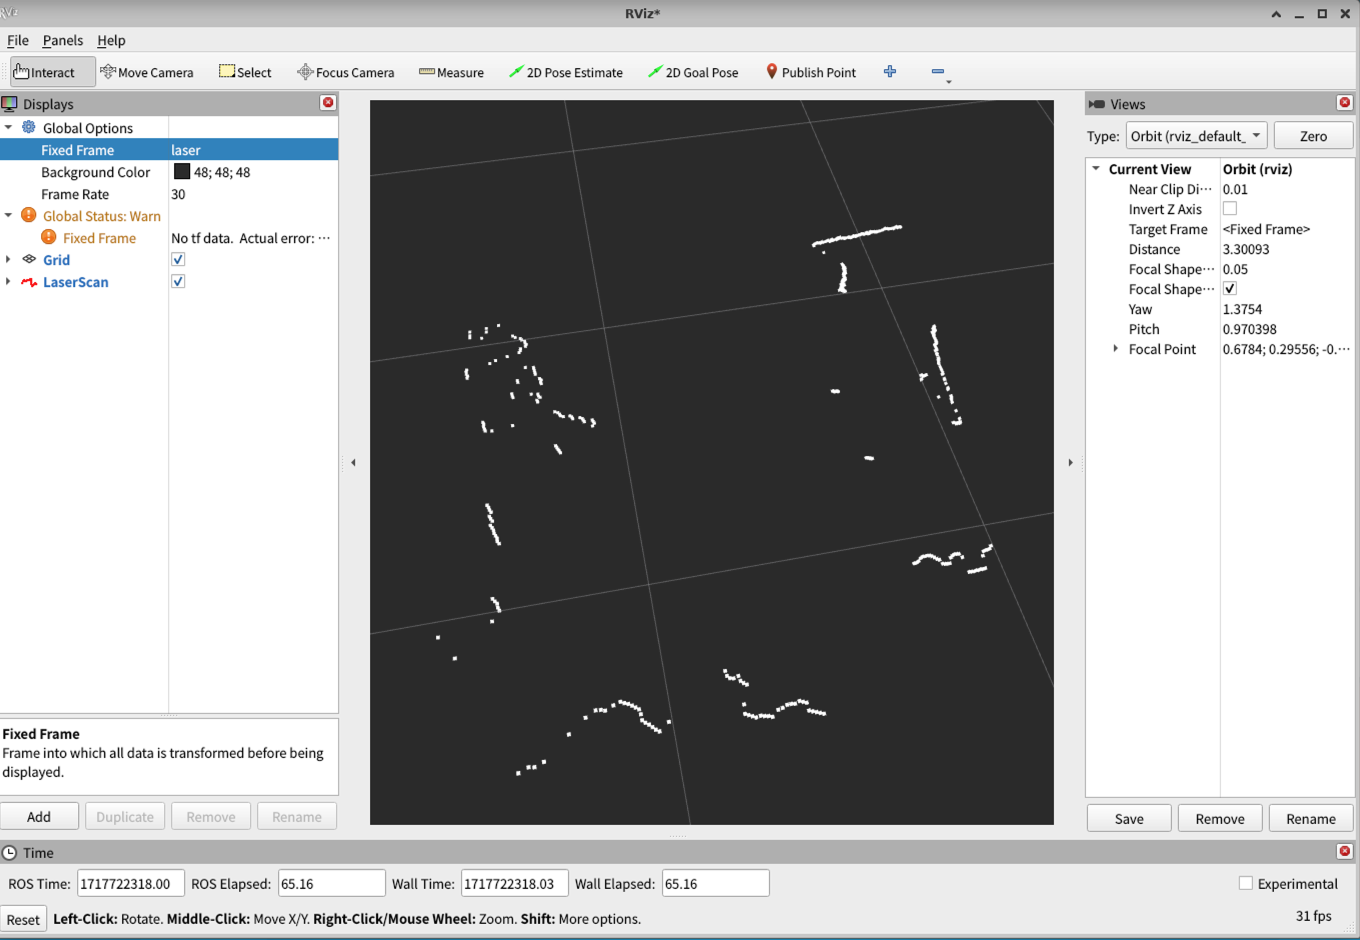 RViz*
File Panels Help
Interact Move Camera Select Focus Camera Measure 2D Pose Estimate 2D Goal Pose Publish Point
Displays
Global Options
Fixed Frame laser
Background Color 48; 48; 48
Frame Rate 30
Global Status: Warn
Fixed Frame No tf data. Actual error: ···
Grid
LaserScan
Fixed Frame
Frame into which all data is transformed before being
displayed.
Add Duplicate Remove Rename
Views
Type: Orbit (rviz_default_ Zero
Current View Orbit (rviz)
Near Clip Di··· 0.01
Invert Z Axis
Target Frame <Fixed Frame>
Distance 3.30093
Focal Shape··· 0.05
Focal Shape···
Yaw 1.3754
Pitch 0.970398
Focal Point 0.6784; 0.29556; -0.···
Save Remove Rename
Time
ROS Time: 1717722318.00 ROS Elapsed: 65.16 Wall Time: 1717722318.03 Wall Elapsed: 65.16 Experimental
Reset Left-Click: Rotate. Middle-Click: Move X/Y. Right-Click/Mouse Wheel: Zoom. Shift: More options. 31 fps